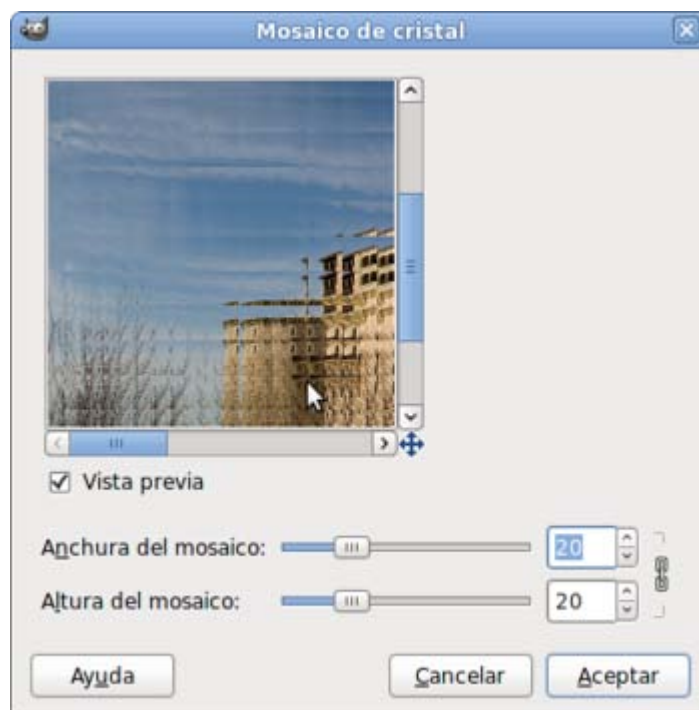 Mosaico de cristal
Vista previa
Anchura del mosaico: 20
Altura del mosaico: 20
Ayuda Cancelar Aceptar